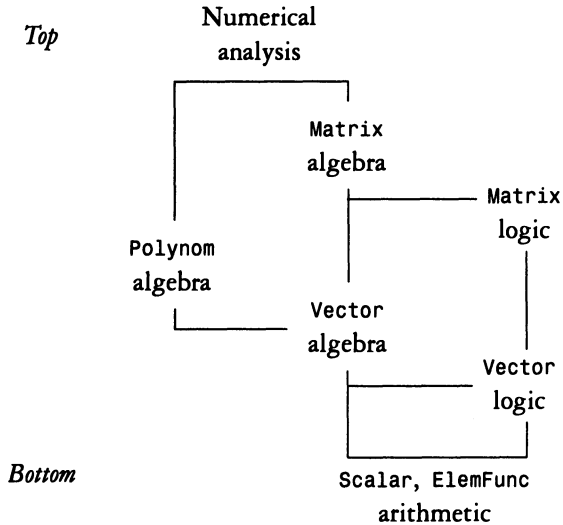 Top
Numerical
analysis
Matrix
algebra
Matrix
logic
Polynom
algebra
Vector
algebra
Vector
logic
Bottom
Scalar, ElemFunc
arithmetic